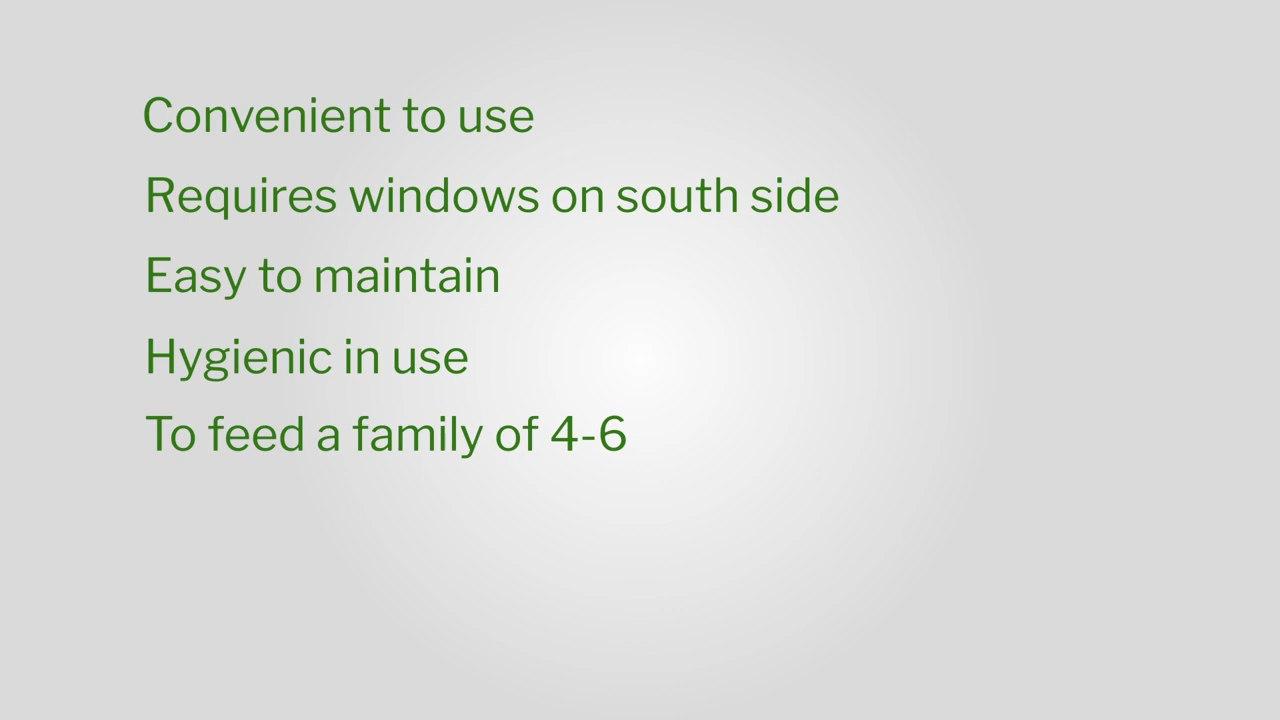 Convenient to use
Requires windows on south side
Easy to maintain
Hygienic in use
To feed a family of 4-6